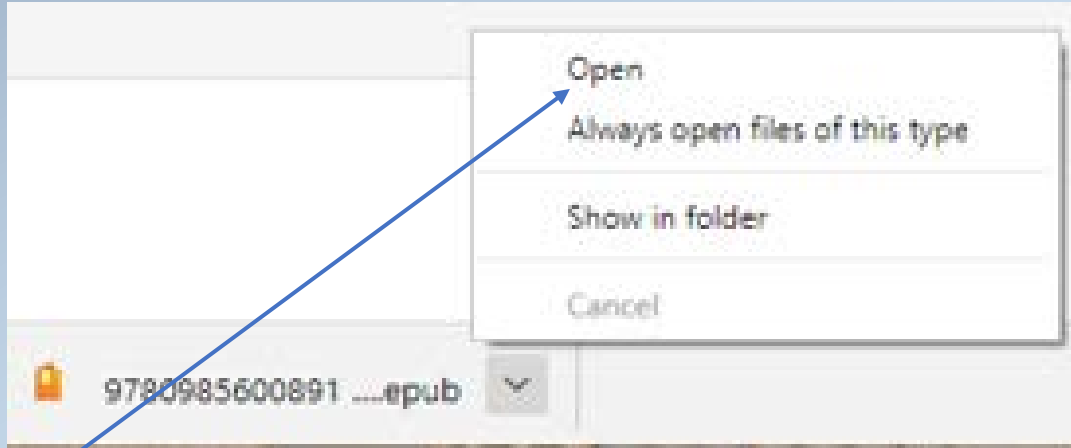 Open
Always open files of this type
Show in folder
Cancel
9780985600891 ....epub